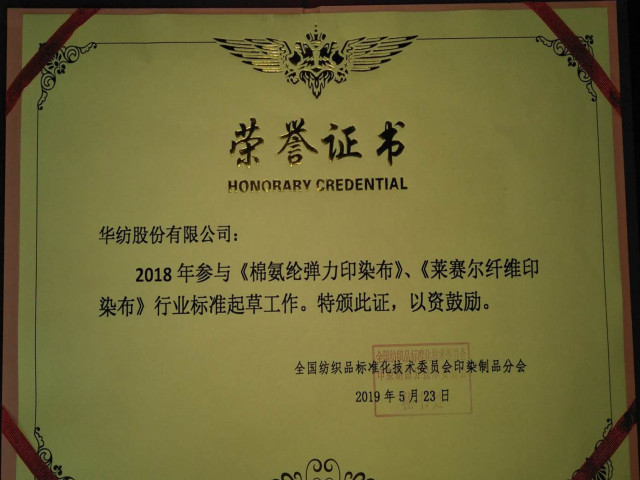 荣誉证书
HONORARY CREDENTIAL
华纺股份有限公司：
2018 年参与《棉氨纶弹力印染布》、《莱赛尔纤维印
染布》行业标准起草工作。特颁此证，以资鼓励。
全国纺织品标准化技术委员会印染制品分会
2019 年 5 月 23 日